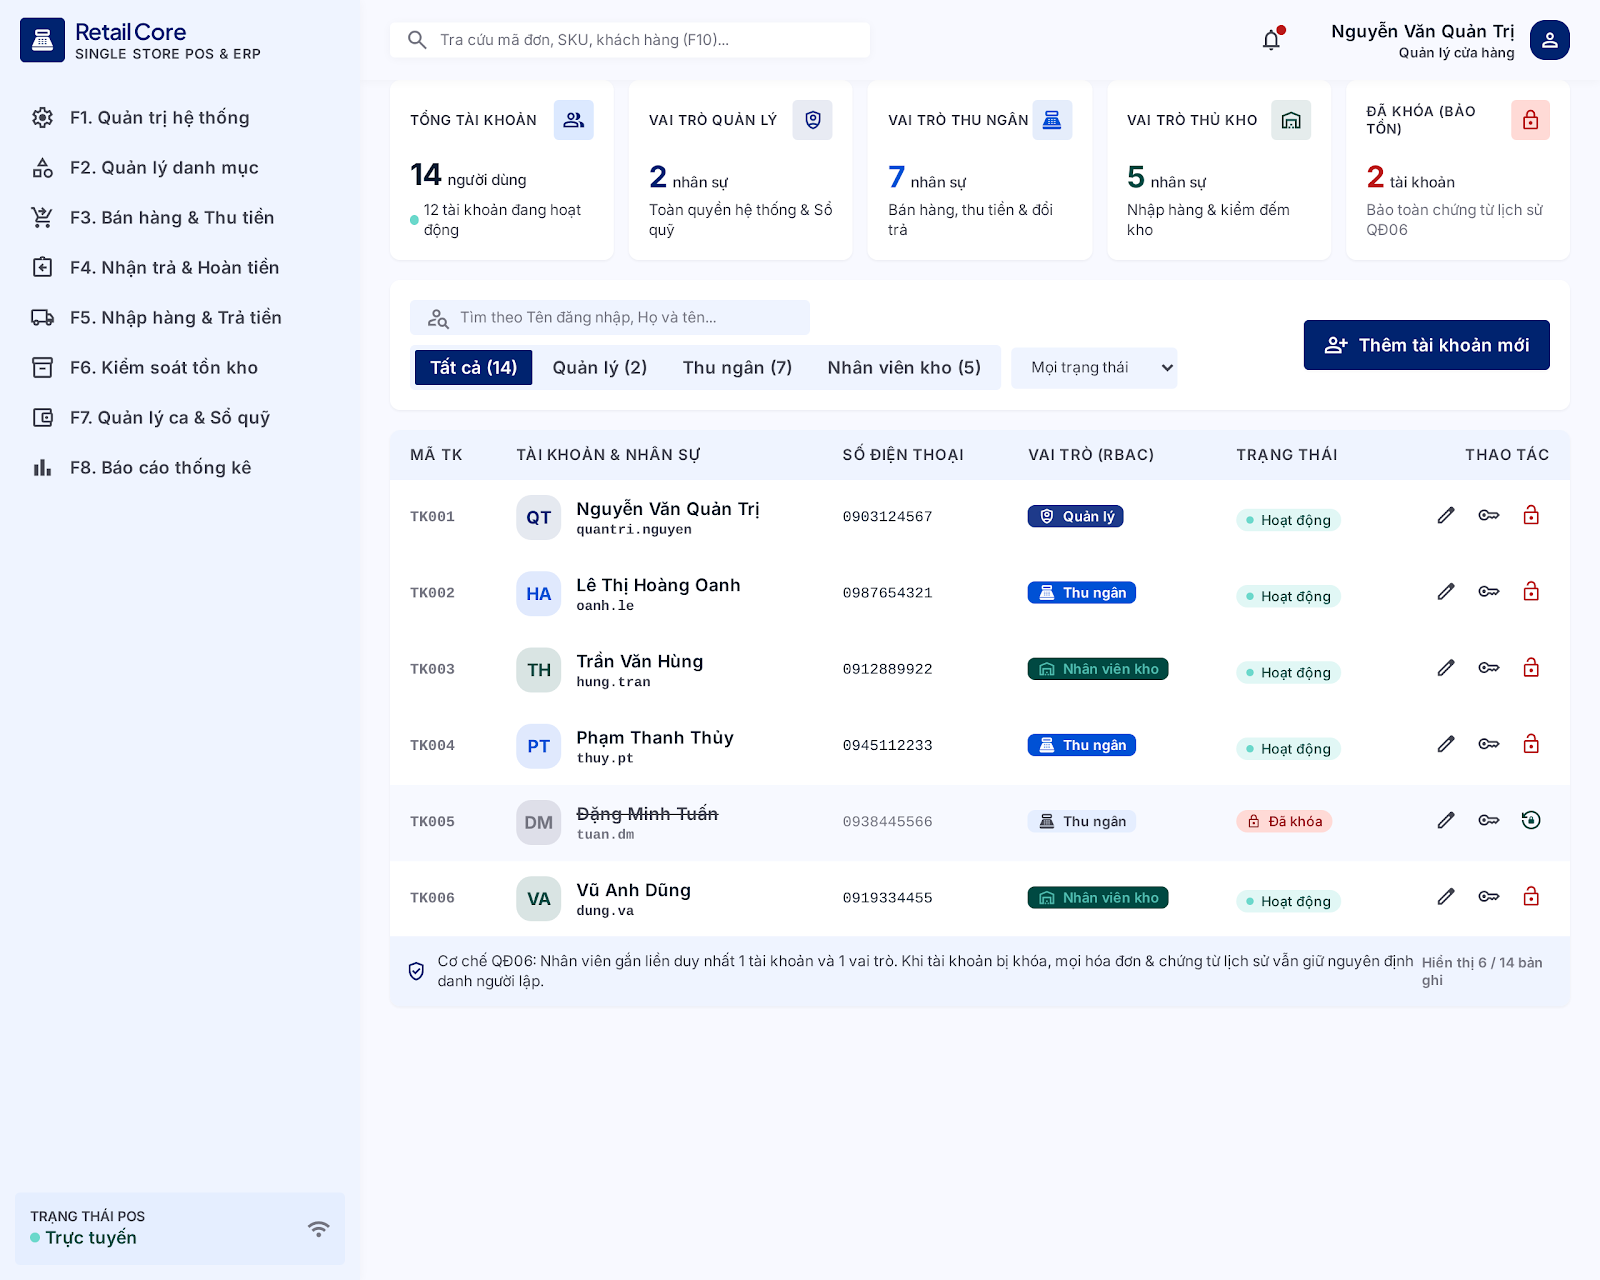 RetailCore
SINGLE STORE POS & ERP
F1. Quản trị hệ thống
F2. Quản lý danh mục
F3. Bán hàng & Thu tiền
F4. Nhận trả & Hoàn tiền
F5. Nhập hàng & Trả tiền
F6. Kiểm soát tồn kho
F7. Quản lý ca & Sổ quỹ
F8. Báo cáo thống kê
TRẠNG THÁI POS
Trực tuyến
Tra cứu mã đơn, SKU, khách hàng (F10)...
Nguyễn Văn Quản Trị
Quản lý cửa hàng
TỔNG TÀI KHOẢN
14 người dùng
12 tài khoản đang hoạt
động
VAI TRÒ QUẢN LÝ
2 nhân sự
Toàn quyền hệ thống & Sổ
quỹ
VAI TRÒ THU NGÂN
7 nhân sự
Bán hàng, thu tiền & đổi
trả
VAI TRÒ THỦ KHO
5 nhân sự
Nhập hàng & kiểm đếm
kho
ĐÃ KHÓA (BẢO
TỒN)
2 tài khoản
Bảo toàn chứng từ lịch sử
QĐ06
Tìm theo Tên đăng nhập, Họ và tên...
Tất cả (14) Quản lý (2) Thu ngân (7) Nhân viên kho (5) Mọi trạng thái
Thêm tài khoản mới
MÃ TK TÀI KHOẢN & NHÂN SỰ SỐ ĐIỆN THOẠI VAI TRÒ (RBAC) TRẠNG THÁI THAO TÁC
TK001 QT Nguyễn Văn Quản Trị 0903124567 Quản lý Hoạt động
quantri.nguyen
TK002 HA Lê Thị Hoàng Oanh 0987654321 Thu ngân Hoạt động
oanh.le
TK003 TH Trần Văn Hùng 0912889922 Nhân viên kho Hoạt động
hung.tran
TK004 PT Phạm Thanh Thủy 0945112233 Thu ngân Hoạt động
thuy.pt
TK005 DM Đặng Minh Tuấn 0938445566 Thu ngân Đã khóa
tuan.dm
TK006 VA Vũ Anh Dũng 0919334455 Nhân viên kho Hoạt động
dung.va
Cơ chế QĐ06: Nhân viên gắn liền duy nhất 1 tài khoản và 1 vai trò. Khi tài khoản bị khóa, mọi hóa đơn & chứng từ lịch sử vẫn giữ nguyên định
danh người lập.
Hiển thị 6 / 14 bản
ghi